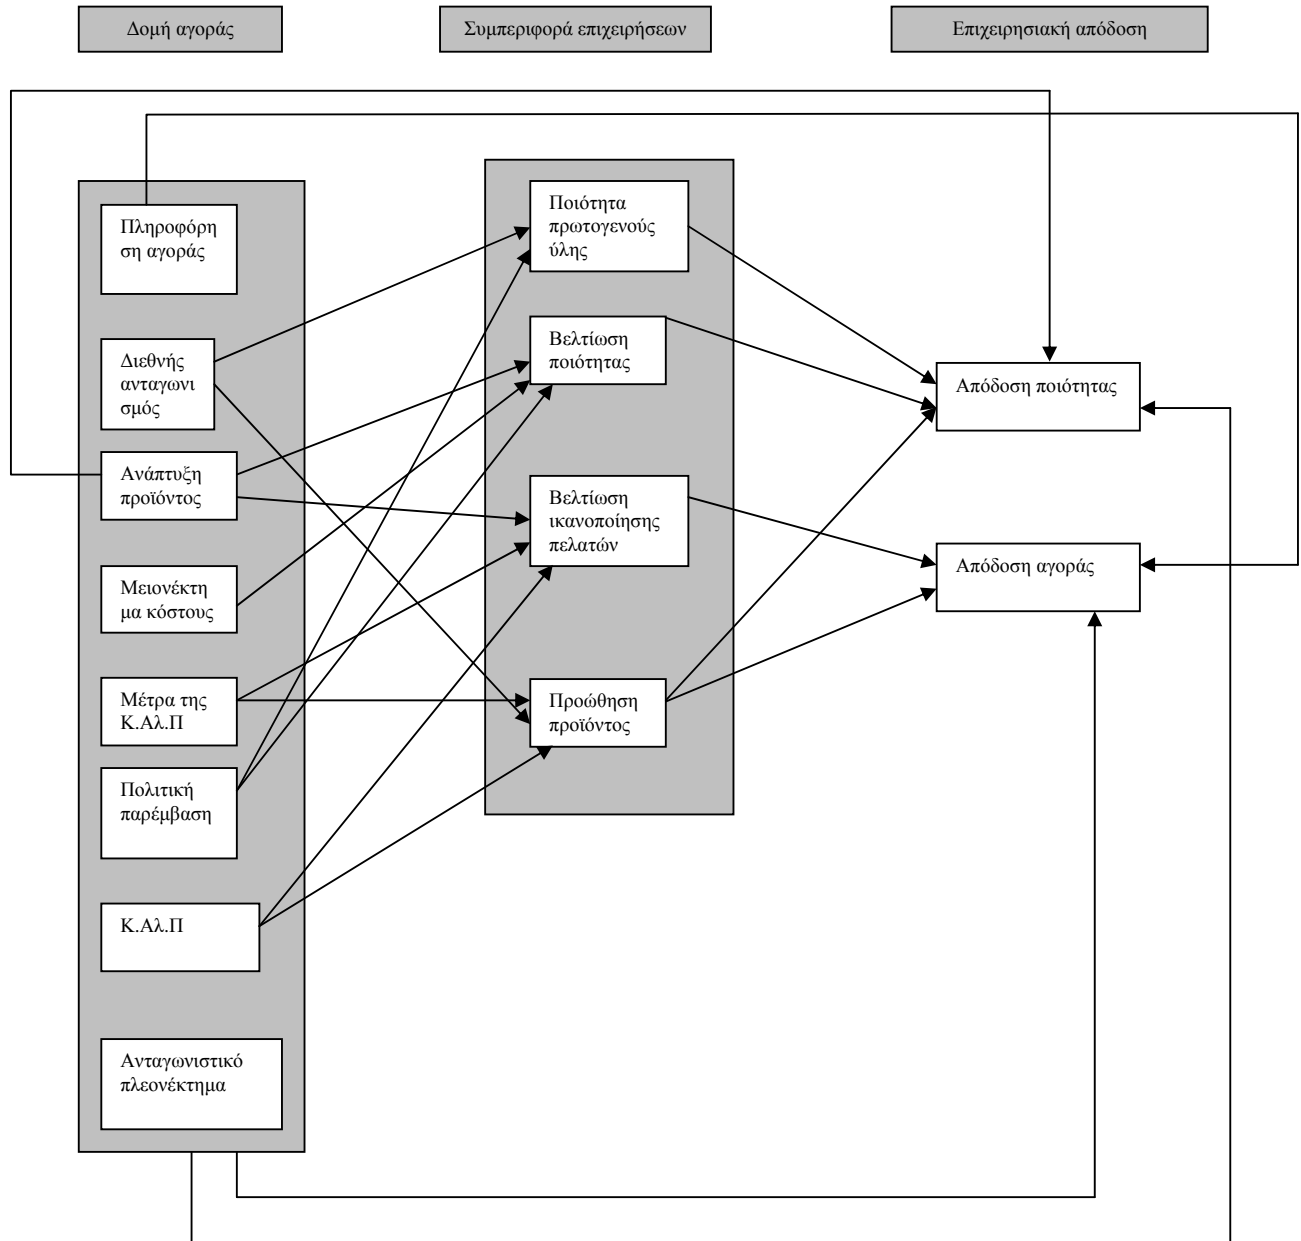 Δομή αγοράς
Συμπεριφορά επιχειρήσεων
Επιχειρησιακή απόδοση
Πληροφόρη
ση αγοράς
Διεθνής
ανταγωνι
σμός
Ανάπτυξη
προϊόντος
Μειονέκτη
μα κόστους
Μέτρα της
Κ.Αλ.Π
Πολιτική
παρέμβαση
Κ.Αλ.Π
Ανταγωνιστικό
πλεονέκτημα
Ποιότητα
πρωτογενούς
ύλης
Βελτίωση
ποιότητας
Βελτίωση
ικανοποίησης
πελατών
Προώθηση
προϊόντος
Απόδοση ποιότητας
Απόδοση αγοράς